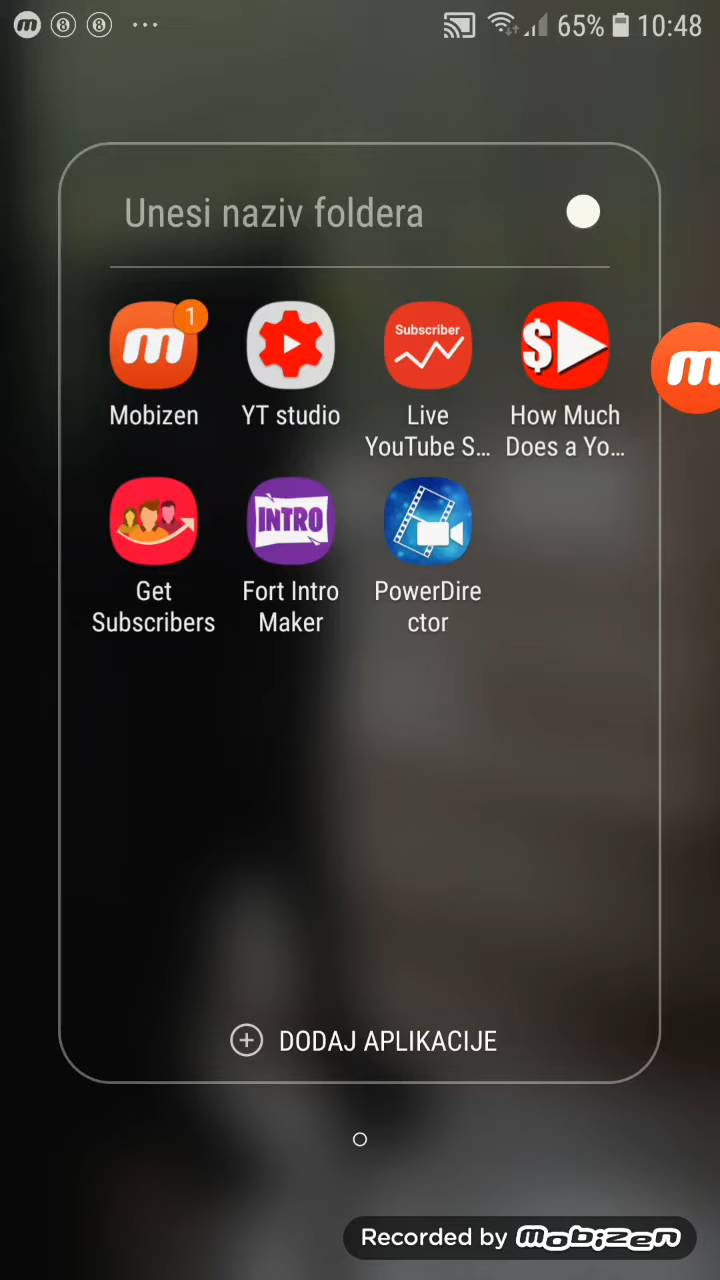 65% 10:48
Unesi naziv foldera
1
Subscriber
$
m
Mobizen
YT studio
Live
YouTube S...
How Much
Does a Yo...
m
INTRO
Get
Subscribers
Fort Intro
Maker
PowerDire
ctor
DODAJ APLIKACIJE
Recorded by mobizen